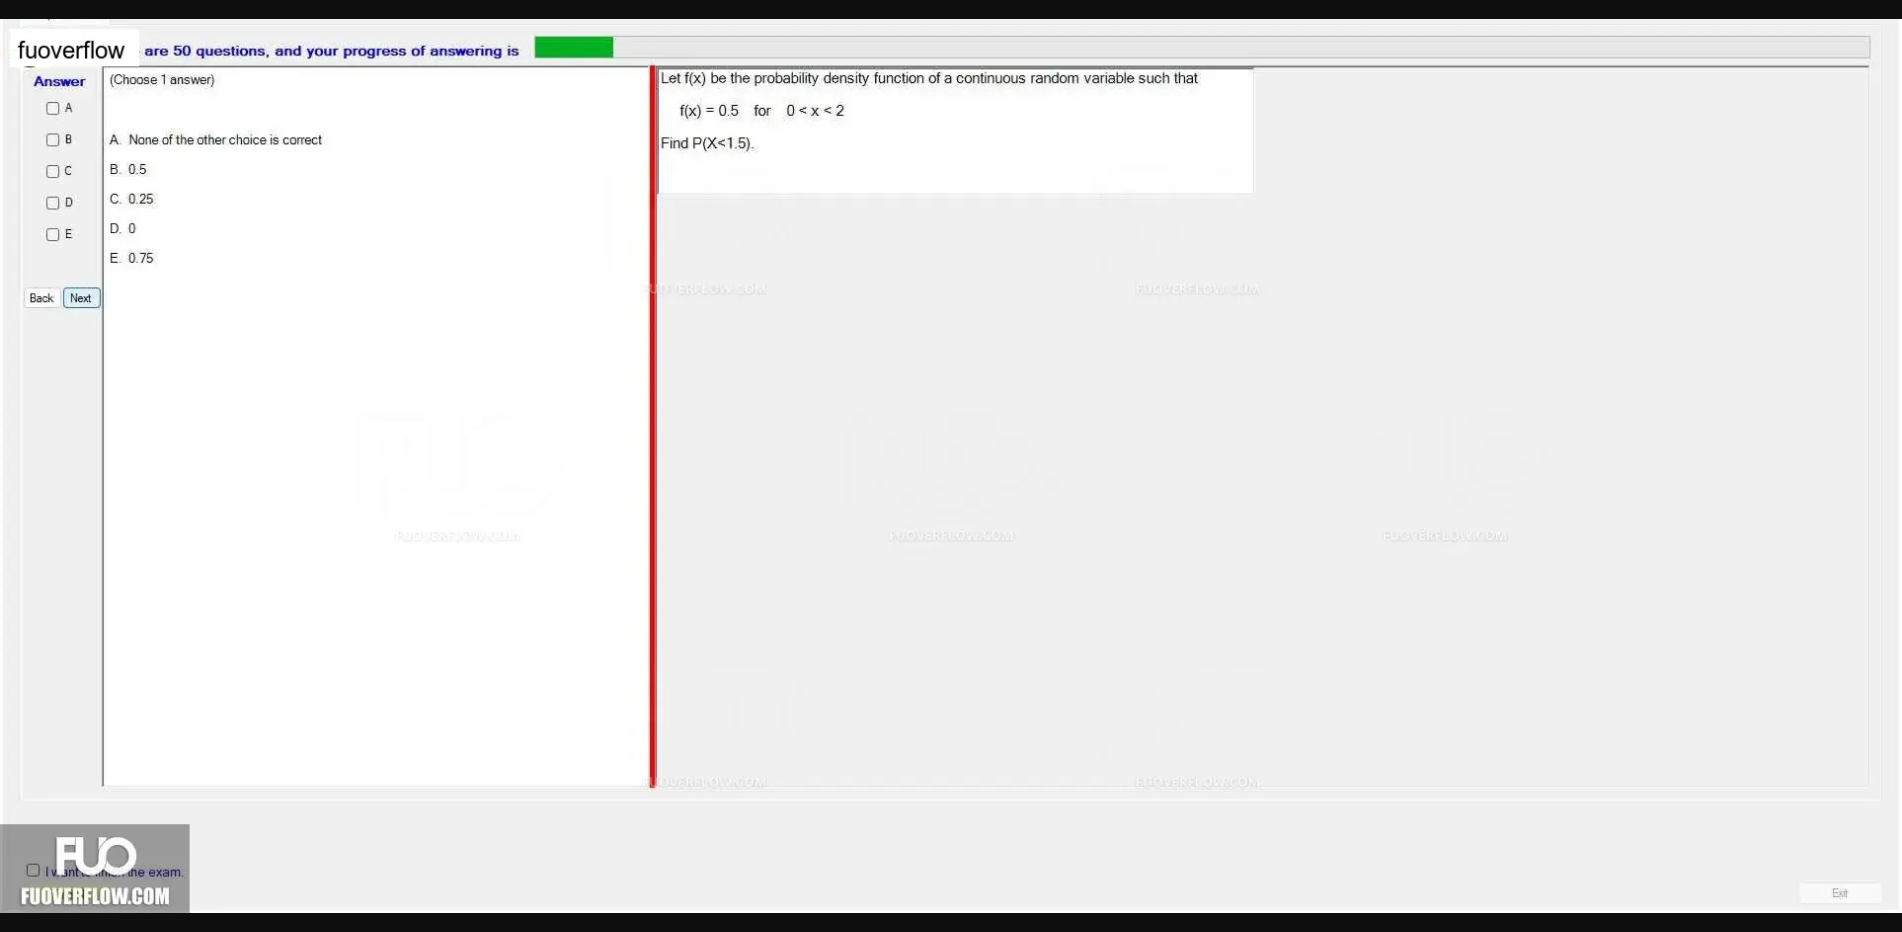 fuoverflow are 50 questions, and your progress of answering is
Answer
(Choose 1 answer)
A
B
C
D
E
Back Next
A. None of the other choice is correct
B. 0.5
C. 0.25
D. 0
E. 0.75
Let f(x) be the probability density function of a continuous random variable such that
f(x) = 0.5 for 0 < x < 2
Find P(X<1.5).
FUOVERFLOW.COM
FUOVERFLOW.COM
FUOVERFLOW.COM
FUOVERFLOW.COM
FUOVERFLOW.COM
FUOVERFLOW.COM
FUOVERFLOW.COM
FUO
I want the exam.
FUOVERFLOW.COM
Exit